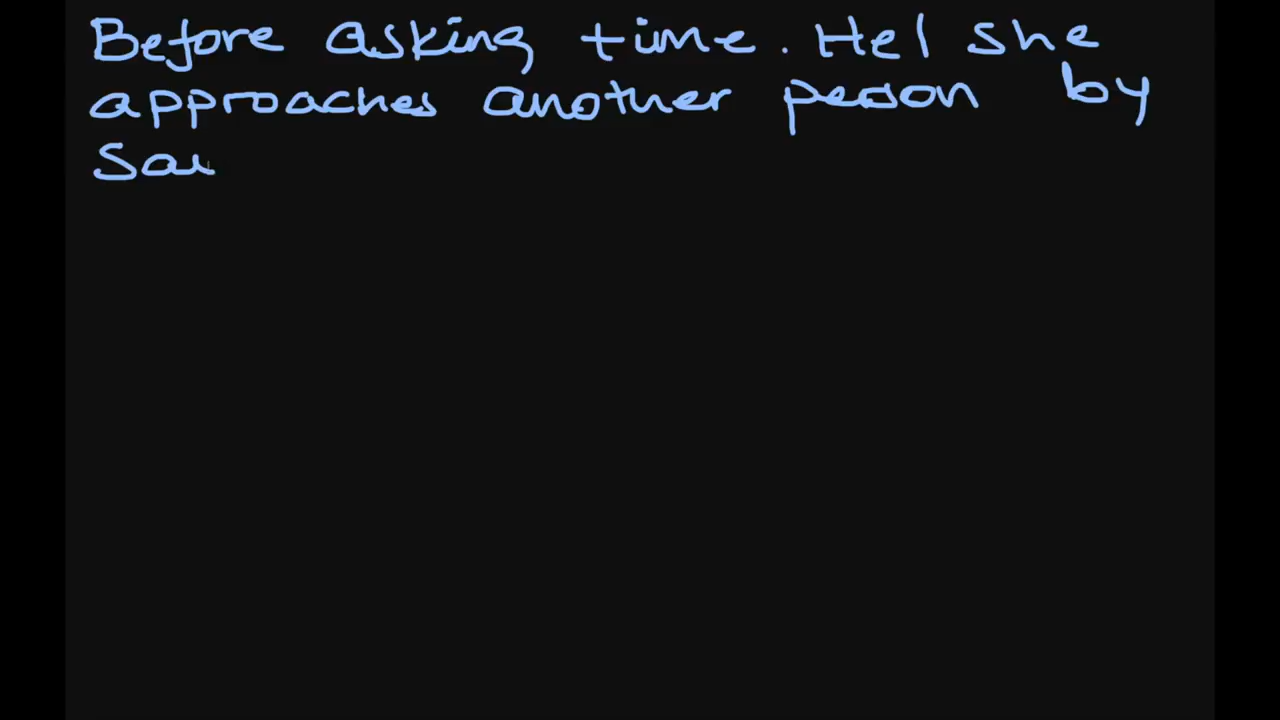 Before asking time. He/ she
approaches another person by